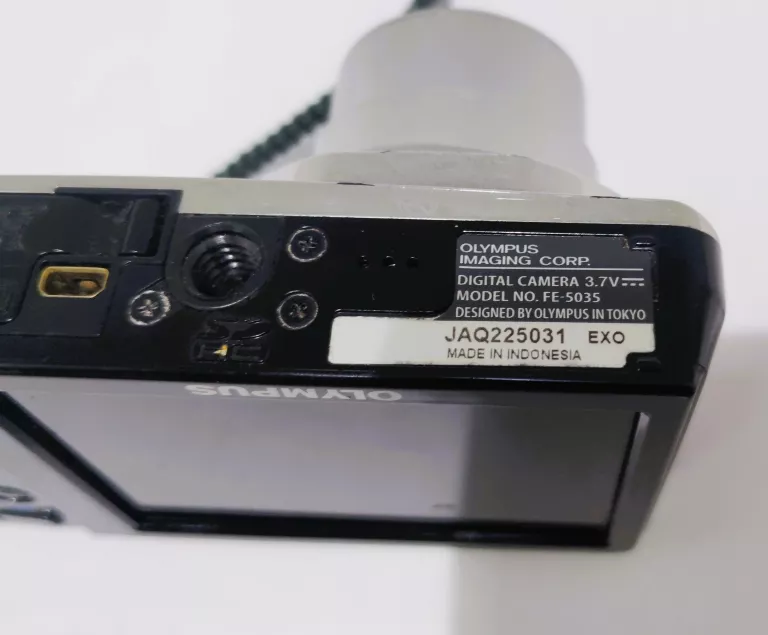 OLYMPUS
IMAGING CORP.
DIGITAL CAMERA 3.7V
MODEL NO. FE-5035
DESIGNED BY OLYMPUS IN TOKYO
JAQ225031 EXO
MADE IN INDONESIA
OLYMPUS